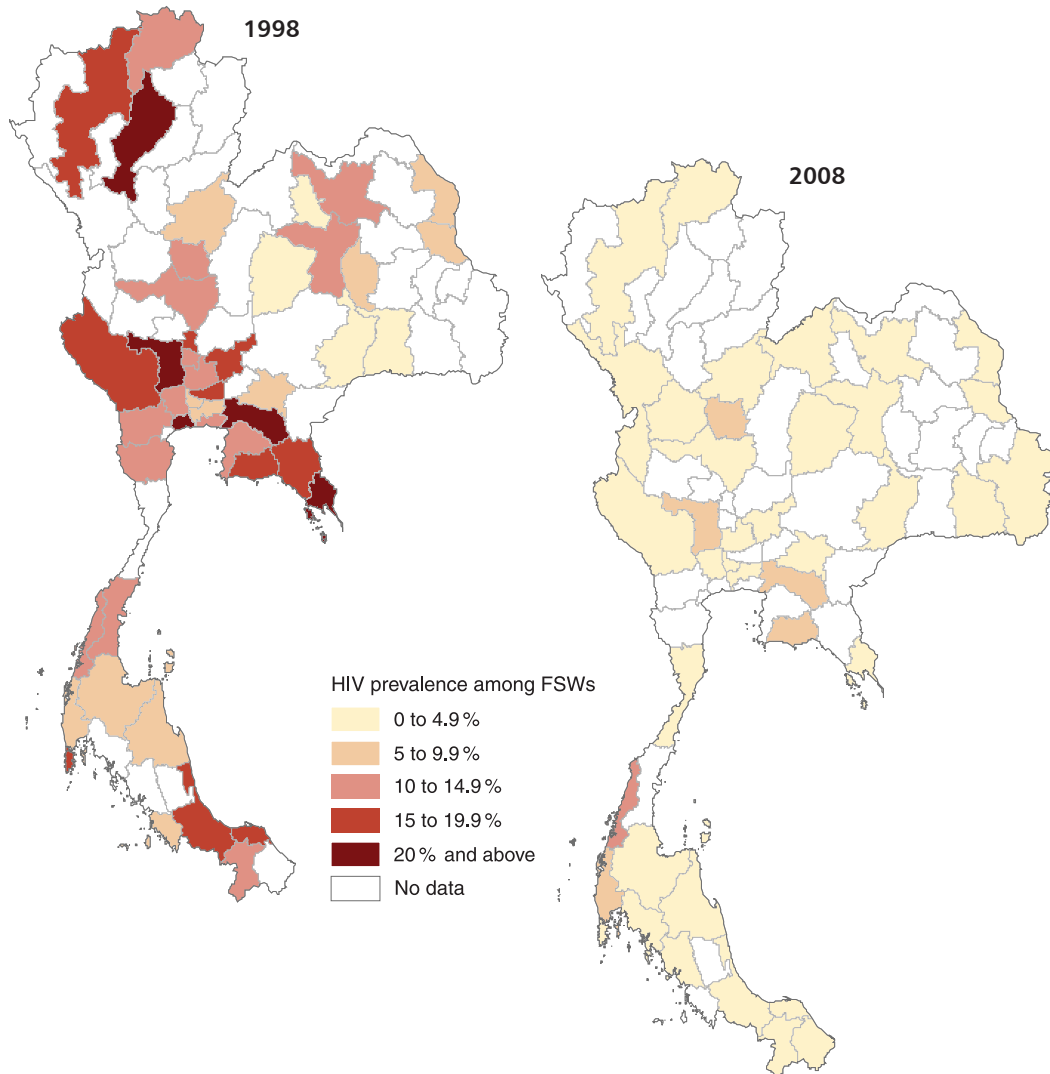 1998
2008
HIV prevalence among FSWs
0 to 4.9 %
5 to 9.9 %
10 to 14.9 %
15 to 19.9 %
20 % and above
No data